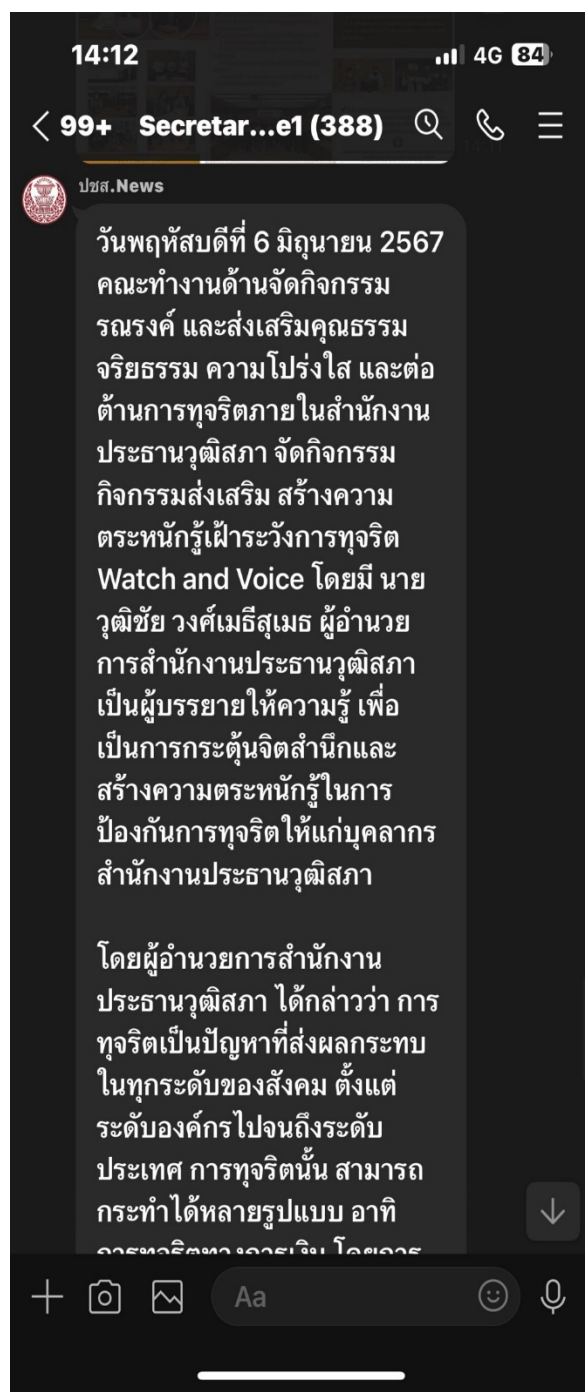 14:12
4G 84
99+ Secretar...e1 (388)
ปชส.News
วันพฤหัสบดีที่ 6 มิถุนายน 2567
คณะทำงานด้านจัดกิจกรรม
รณรงค์ และส่งเสริมคุณธรรม
จริยธรรม ความโปร่งใส และต่อ
ต้านการทุจริตภายในสำนักงาน
ประธานวุฒิสภา จัดกิจกรรม
กิจกรรมส่งเสริม สร้างความ
ตระหนักรู้เฝ้าระวังการทุจริต
Watch and Voice โดยมี นาย
วุฒิชัย วงศ์เมธีสุเมธ ผู้อำนวย
การสำนักงานประธานวุฒิสภา
เป็นผู้บรรยายให้ความรู้ เพื่อ
เป็นการกระตุ้นจิตสำนึกและ
สร้างความตระหนักรู้ในการ
ป้องกันการทุจริตให้แก่บุคลากร
สำนักงานประธานวุฒิสภา
โดยผู้อำนวยการสำนักงาน
ประธานวุฒิสภา ได้กล่าวว่า การ
ทุจริตเป็นปัญหาที่ส่งผลกระทบ
ในทุกระดับของสังคม ตั้งแต่
ระดับองค์กรไปจนถึงระดับ
ประเทศ การทุจริตนั้น สามารถ
กระทำได้หลายรูปแบบ อาทิ
การทุจริตทางการเงิน โดยการ
Aa